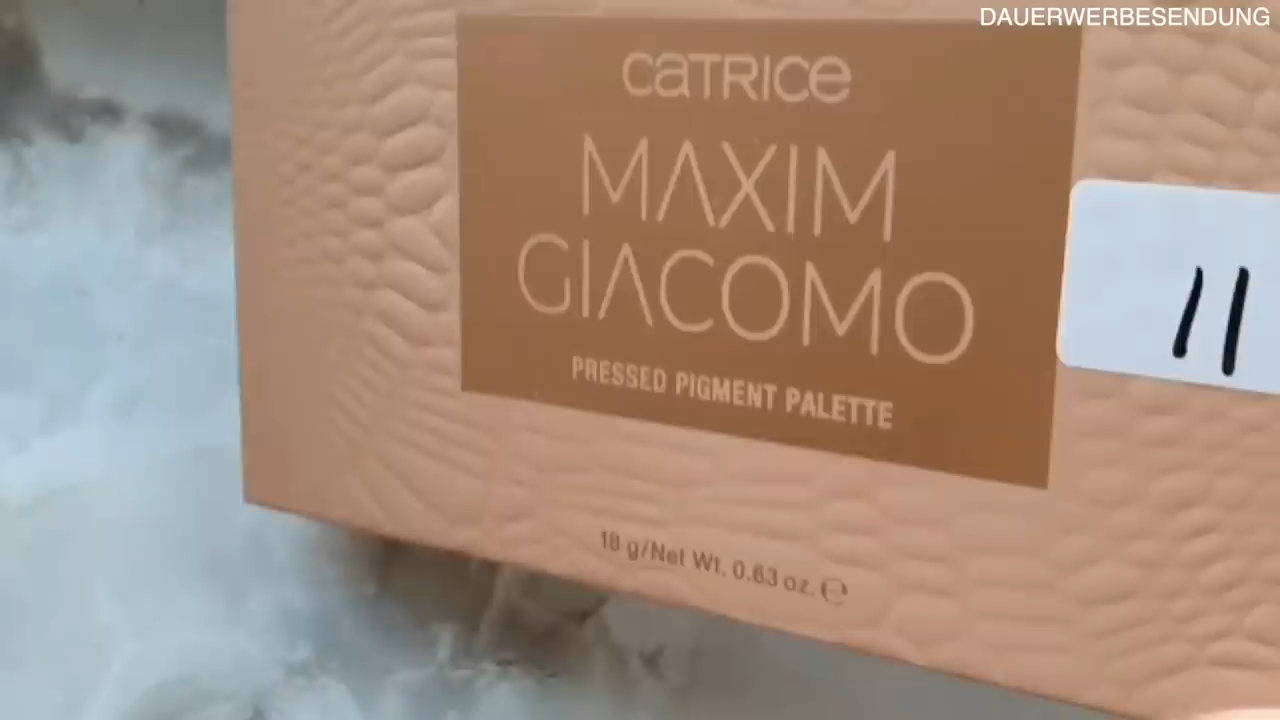 DAUERWERBESENDUNG
CATRICE
MAXIM
GIACOMO
PRESSED PIGMENT PALETTE
11
18 g/Net Wt. 0.63 oz. ℮